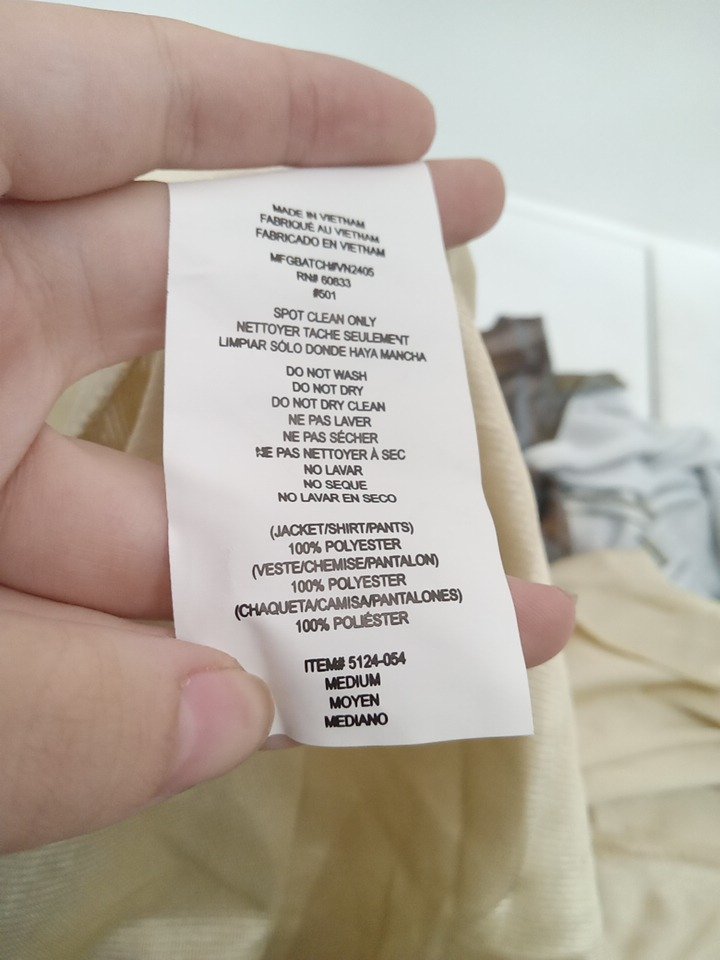 MADE IN VIETNAM
FABRIQUÉ AU VIETNAM
FABRICADO EN VIETNAM
MFGBATCH#VN2405
RN# 60833
#501
SPOT CLEAN ONLY
NETTOYER TACHE SEULEMENT
LIMPIAR SÓLO DONDE HAYA MANCHA
DO NOT WASH
DO NOT DRY
DO NOT DRY CLEAN
NE PAS LAVER
NE PAS SÉCHER
NE PAS NETTOYER À SEC
NO LAVAR
NO SEQUE
NO LAVAR EN SECO
(JACKET/SHIRT/PANTS)
100% POLYESTER
(VESTE/CHEMISE/PANTALON)
100% POLYESTER
(CHAQUETA/CAMISA/PANTALONES)
100% POLIÉSTER
ITEM# 5124-054
MEDIUM
MOYEN
MEDIANO